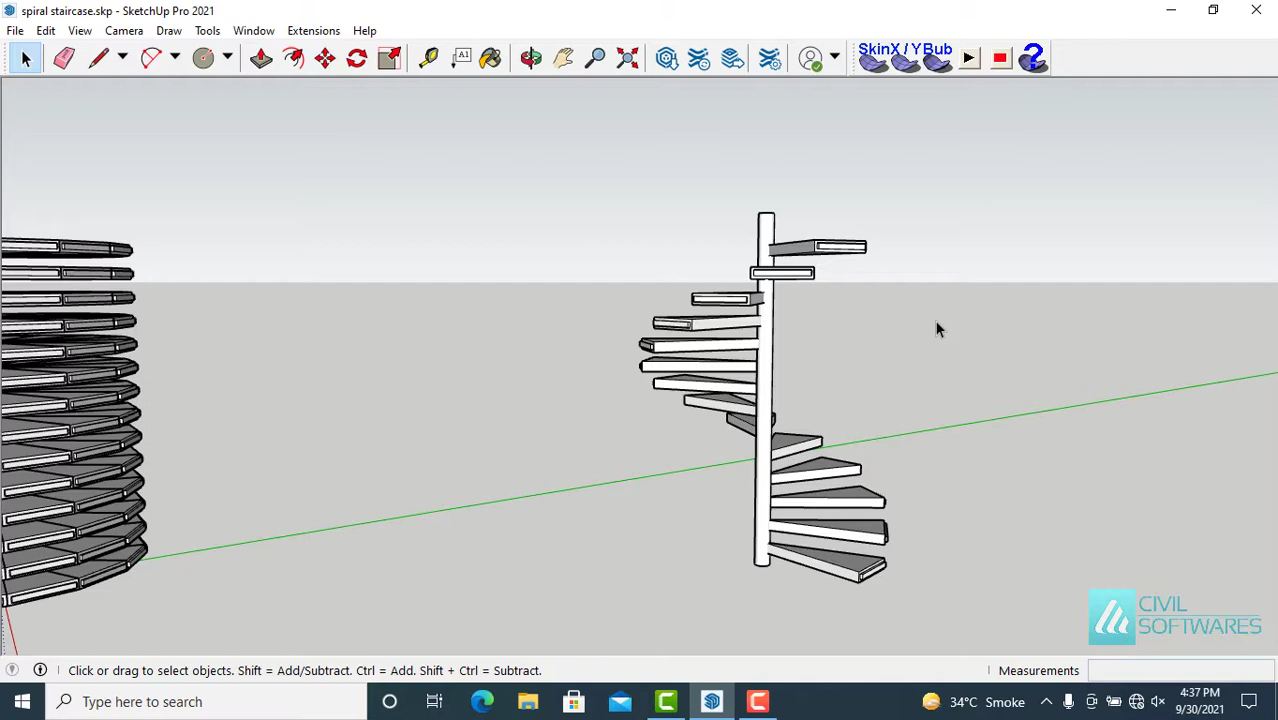 spiral staircase.skp - SketchUp Pro 2021
File Edit View Camera Draw Tools Window Extensions Help
A1
SkinX / YBub
?
CIVIL
SOFTWARES
Click or drag to select objects. Shift = Add/Subtract. Ctrl = Add. Shift + Ctrl = Subtract.
Measurements
Type here to search
34°C Smoke
4:37 PM
9/30/2021